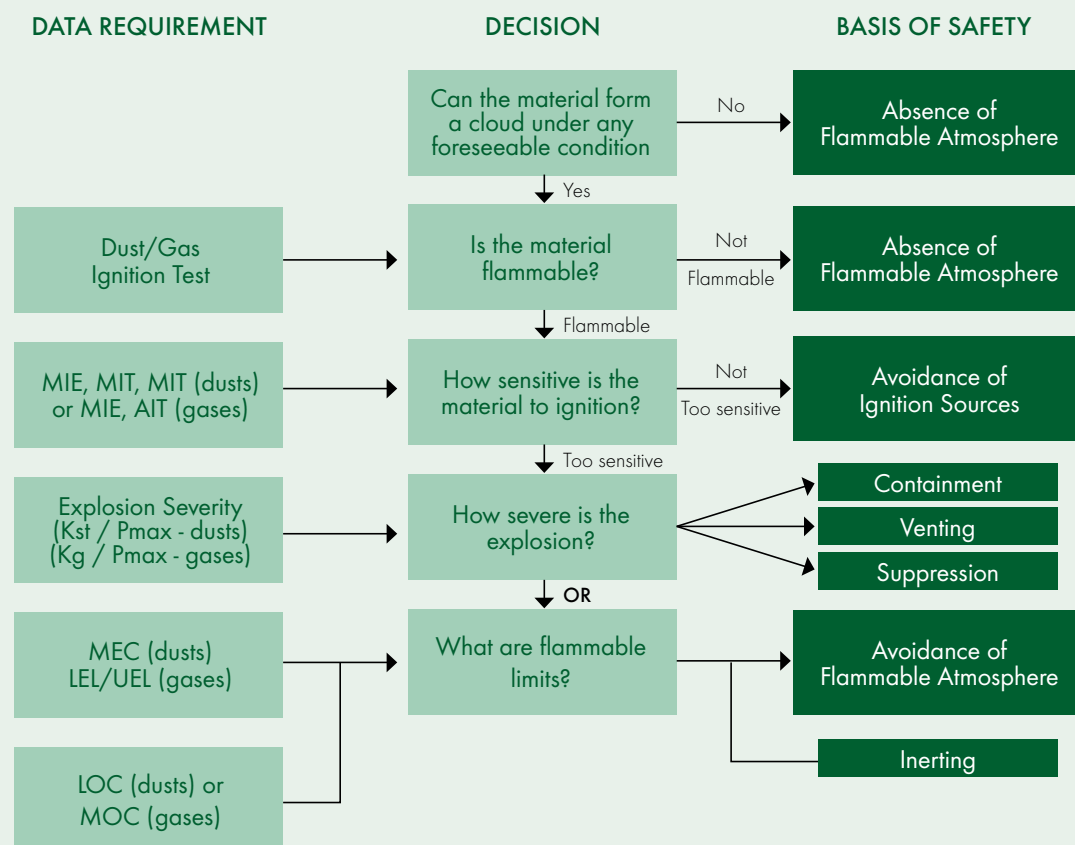 DATA REQUIREMENT
DECISION
BASIS OF SAFETY
Can the material form
a cloud under any
foreseeable condition
No
Absence of
Flammable Atmosphere
Yes
Dust/Gas
Ignition Test
Is the material
flammable?
Not
Flammable
Absence of
Flammable Atmosphere
Flammable
MIE, MIT, MIT (dusts)
or MIE, AIT (gases)
How sensitive is the
material to ignition?
Not
Too sensitive
Avoidance of
Ignition Sources
Too sensitive
Explosion Severity
(Kst / Pmax - dusts)
(Kg / Pmax - gases)
How severe is the
explosion?
Containment
Venting
Suppression
OR
MEC (dusts)
LEL/UEL (gases)
What are flammable
limits?
Avoidance of
Flammable Atmosphere
Inerting
LOC (dusts) or
MOC (gases)